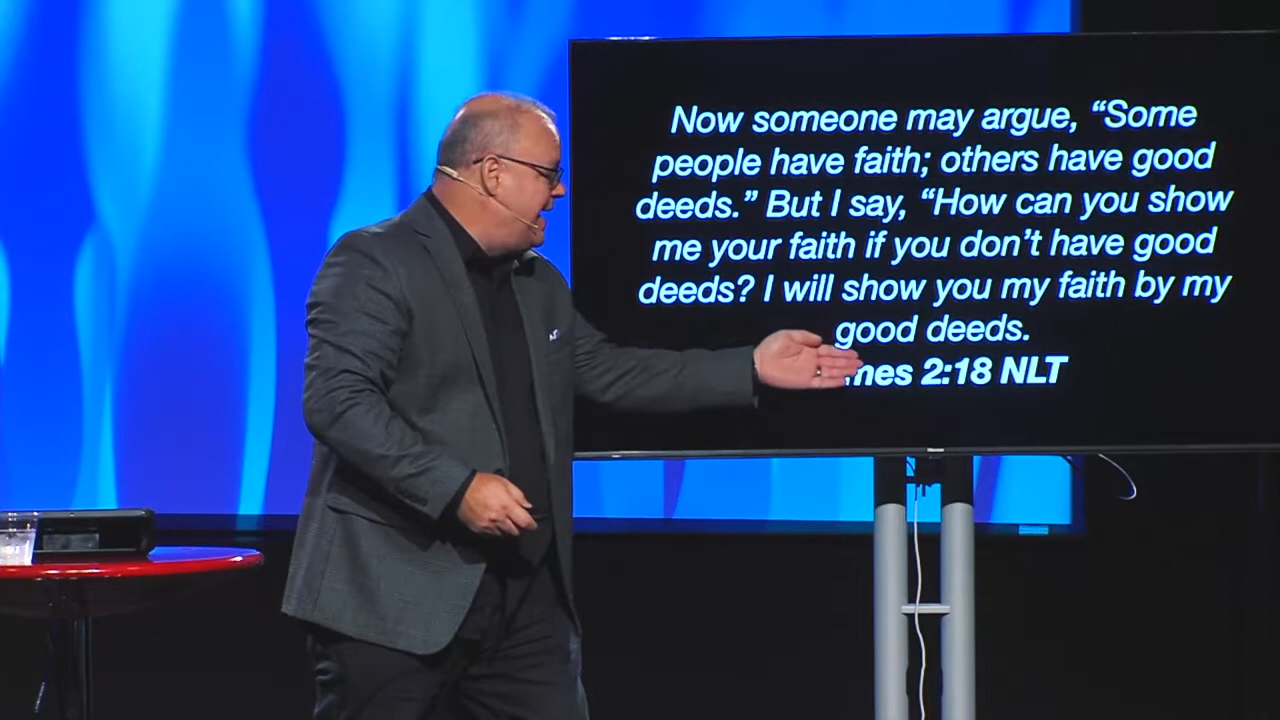 Now someone may argue, “Some
people have faith; others have good
deeds.” But I say, “How can you show
me your faith if you don’t have good
deeds? I will show you my faith by my
good deeds.
2:18 NLT